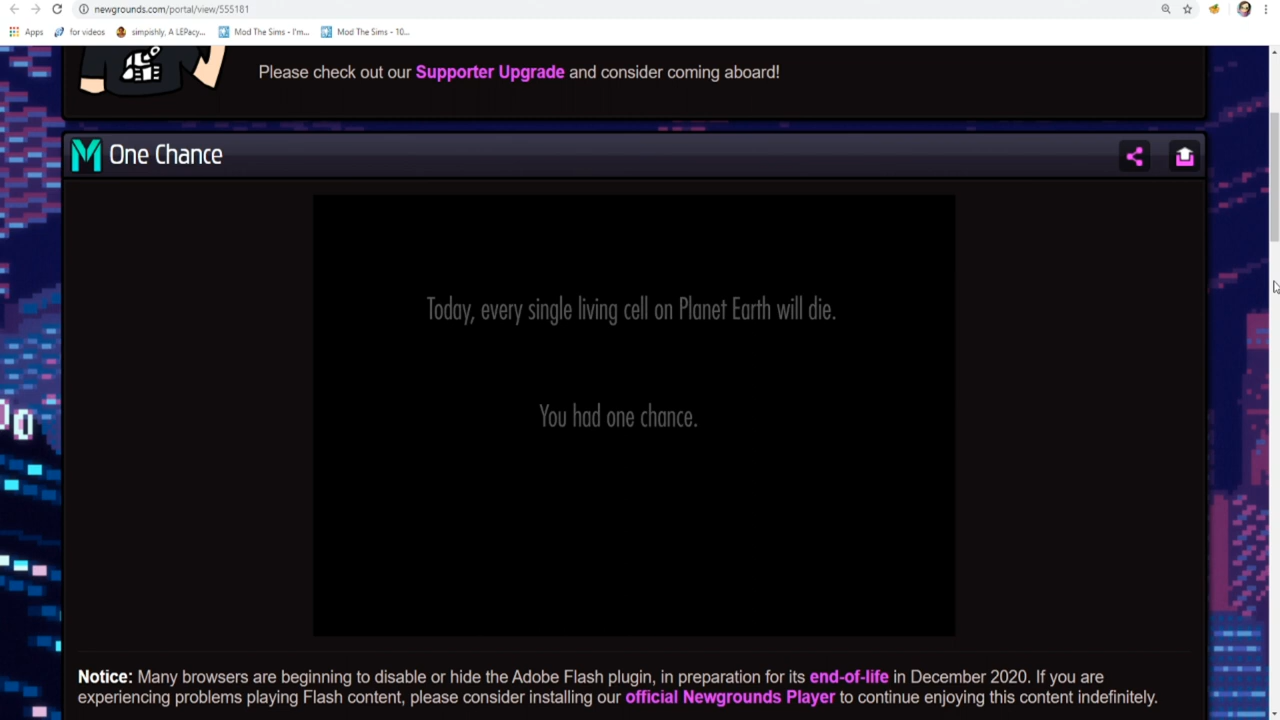 newgrounds.com/portal/view/555181
Apps for videos simpishly, A LEPacy... Mod The Sims - I'm... Mod The Sims - 10...
Please check out our Supporter Upgrade and consider coming aboard!
One Chance
Today, every single living cell on Planet Earth will die.
You had one chance.
Notice: Many browsers are beginning to disable or hide the Adobe Flash plugin, in preparation for its end-of-life in December 2020. If you are
experiencing problems playing Flash content, please consider installing our official Newgrounds Player to continue enjoying this content indefinitely.